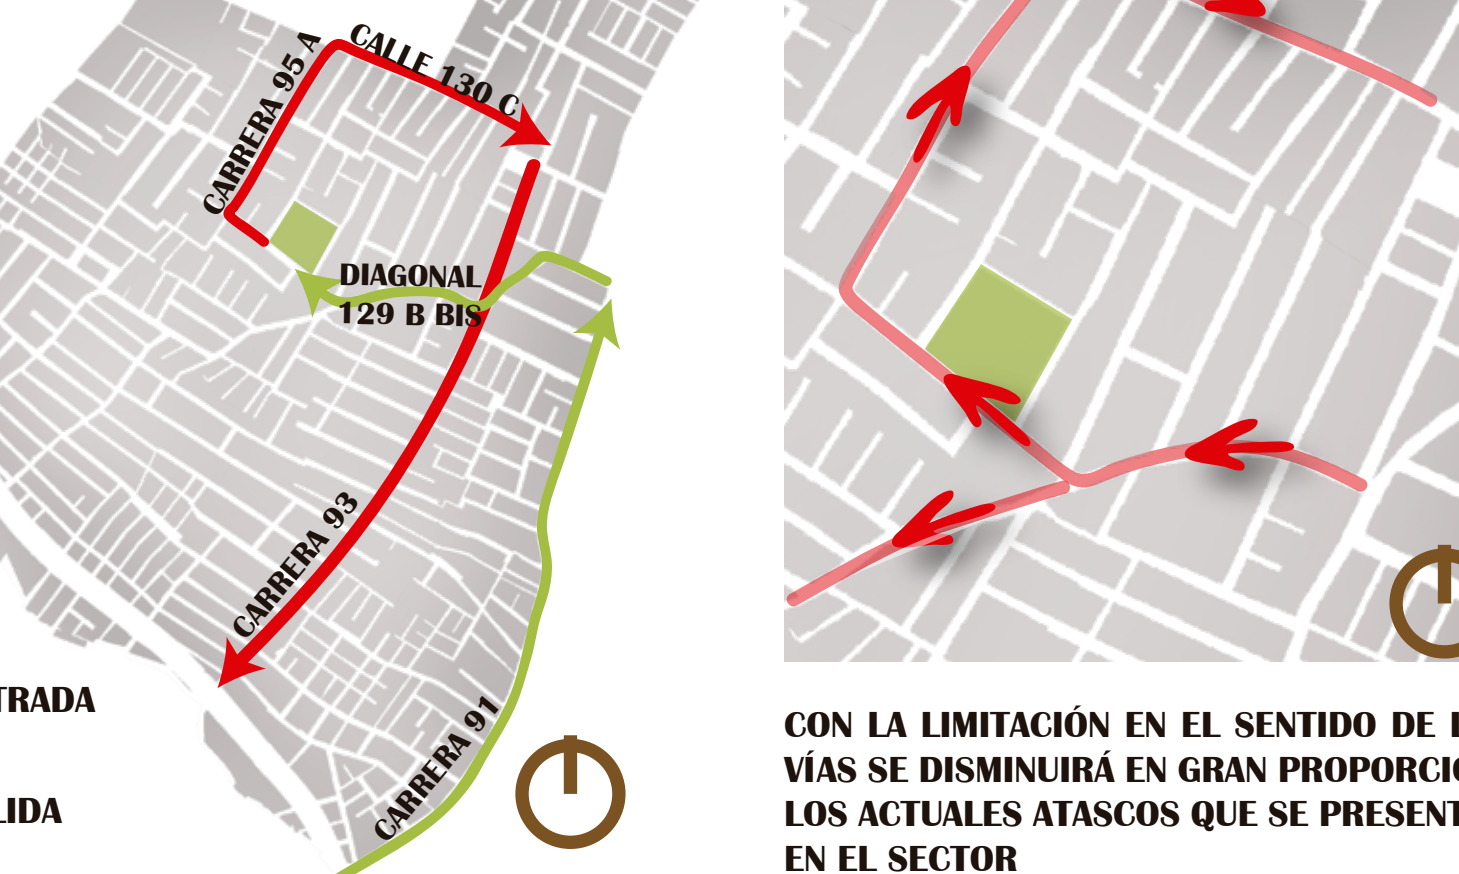 CALLE 130 C
CARRERA 95 A
DIAGONAL
129 B BIS
CARRERA 93
CARRERA 91
TRADA
LIDA
CON LA LIMITACIÓN EN EL SENTIDO DE
VÍAS SE DISMINUIRÁ EN GRAN PROPORCI
LOS ACTUALES ATASCOS QUE SE PRESENT
EN EL SECTOR